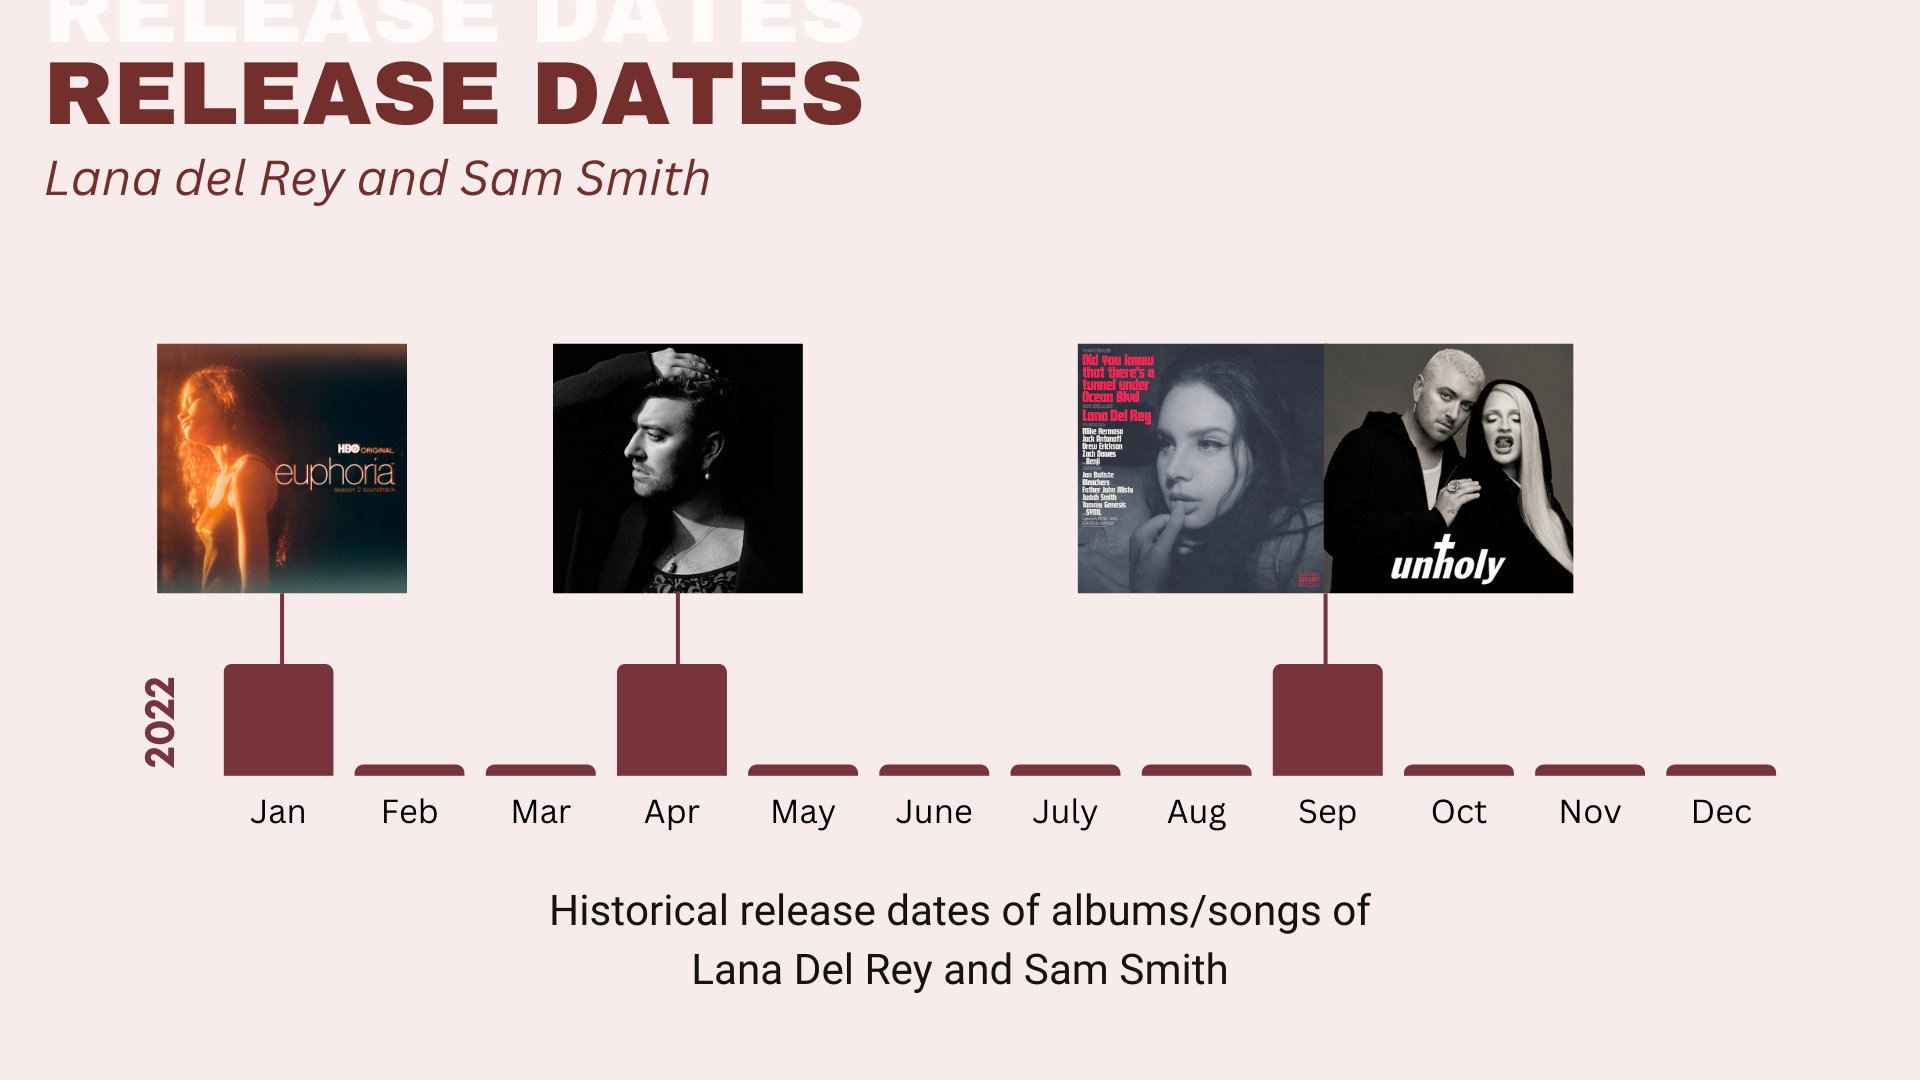 RELEASE DATES
RELEASE DATES
Lana del Rey and Sam Smith
HBO ORIGINAL
euphoria
season 2 soundtrack
Did you know
that there's a
tunnel under
Ocean Blvd
Lana Del Rey
Mike Hermosa
Jack Antonoff
Drew Erickson
Zach Dawes
Benji
Jon Batiste
Bleachers
Father John Misty
Judah Smith
Tommy Genesis
SYML
unholy
2022
Jan
Feb
Mar
Apr
May
June
July
Aug
Sep
Oct
Nov
Dec
Historical release dates of albums/songs of
Lana Del Rey and Sam Smith